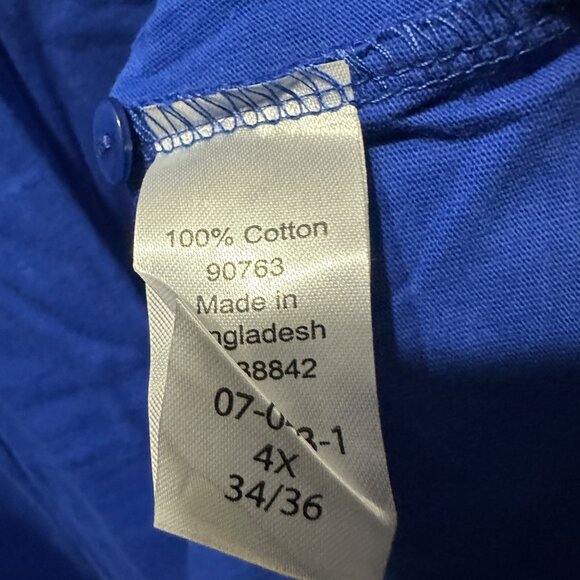 100% Cotton
90763
Made in
ngladesh
38842
4X
34/36